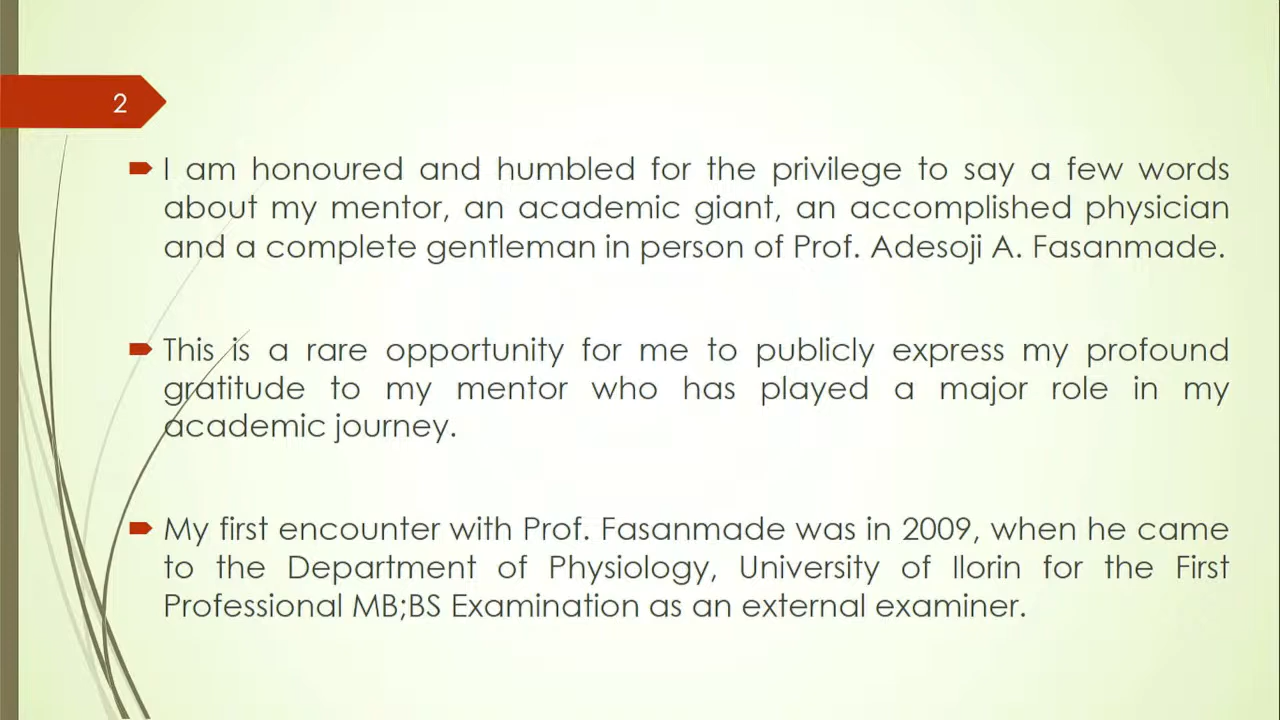 2
I am honoured and humbled for the privilege to say a few words
about my mentor, an academic giant, an accomplished physician
and a complete gentleman in person of Prof. Adesoji A. Fasanmade.
This is a rare opportunity for me to publicly express my profound
gratitude to my mentor who has played a major role in my
academic journey.
My first encounter with Prof. Fasanmade was in 2009, when he came
to the Department of Physiology, University of Ilorin for the First
Professional MB;BS Examination as an external examiner.